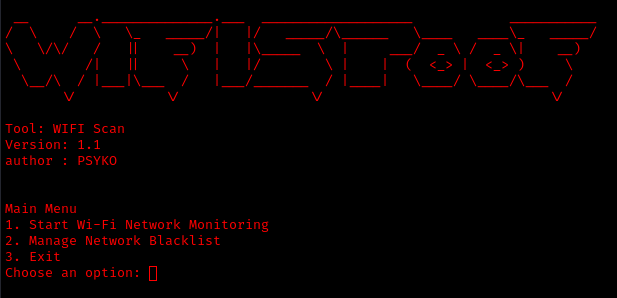 WIFISPooF
Tool: WIFI Scan
Version: 1.1
author : PSYKO
Main Menu
1. Start Wi-Fi Network Monitoring
2. Manage Network Blacklist
3. Exit
Choose an option: